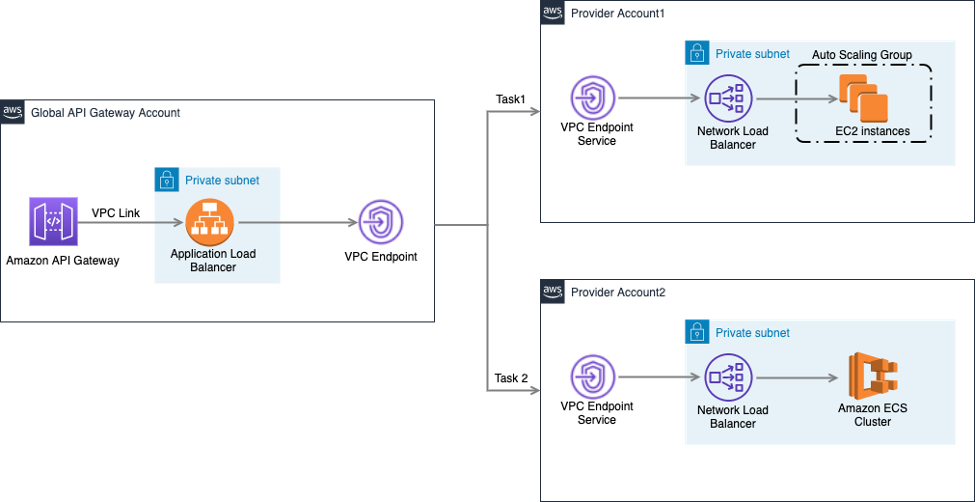 aws
Global API Gateway Account
Amazon API Gateway
VPC Link
Private subnet
Application Load
Balancer
VPC Endpoint
Task1
Task 2
aws
Provider Account1
VPC Endpoint
Service
Private subnet
Network Load
Balancer
Auto Scaling Group
EC2 instances
aws
Provider Account2
VPC Endpoint
Service
Private subnet
Network Load
Balancer
Amazon ECS
Cluster